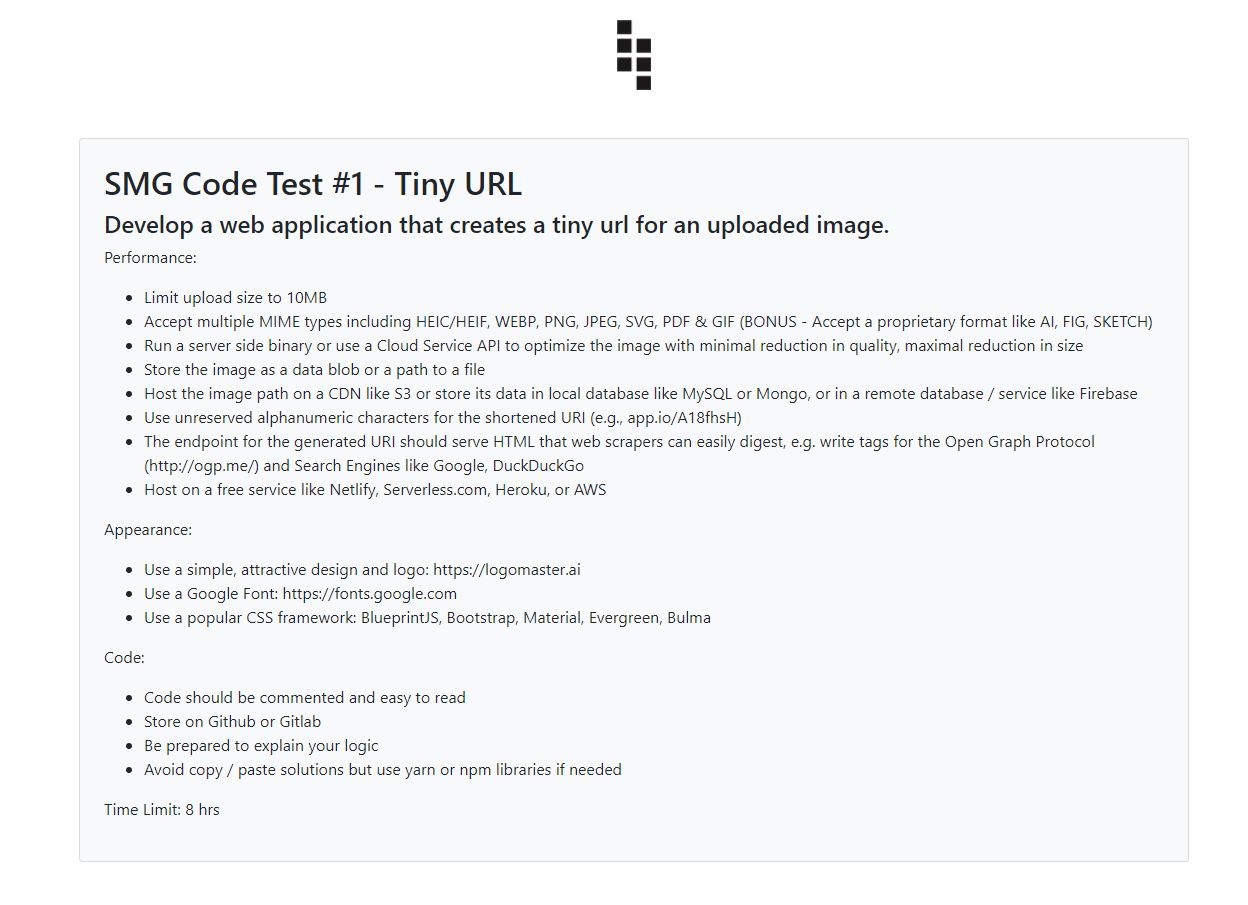 SMG Code Test #1 - Tiny URL
Develop a web application that creates a tiny url for an uploaded image.
Performance:
Limit upload size to 10MB
Accept multiple MIME types including HEIC/HEIF, WEBP, PNG, JPEG, SVG, PDF & GIF (BONUS - Accept a proprietary format like AI, FIG, SKETCH)
Run a server side binary or use a Cloud Service API to optimize the image with minimal reduction in quality, maximal reduction in size
Store the image as a data blob or a path to a file
Host the image path on a CDN like S3 or store its data in local database like MySQL or Mongo, or in a remote database / service like Firebase
Use unreserved alphanumeric characters for the shortened URI (e.g., app.io/A18fhsH)
The endpoint for the generated URI should serve HTML that web scrapers can easily digest, e.g. write tags for the Open Graph Protocol
(http://ogp.me/) and Search Engines like Google, DuckDuckGo
Host on a free service like Netlify, Serverless.com, Heroku, or AWS
Appearance:
Use a simple, attractive design and logo: https://logomaster.ai
Use a Google Font: https://fonts.google.com
Use a popular CSS framework: BlueprintJS, Bootstrap, Material, Evergreen, Bulma
Code:
Code should be commented and easy to read
Store on Github or Gitlab
Be prepared to explain your logic
Avoid copy / paste solutions but use yarn or npm libraries if needed
Time Limit: 8 hrs